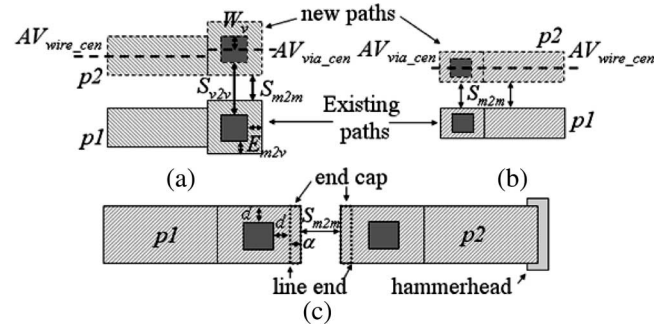 W_v
new paths
AV_wire_cen
p2
AV_via_cen
S_v2v
S_m2m
p1
E_m2v
Existing paths
(a)
AV_via_cen
p2
AV_wire_cen
S_m2m
p1
(b)
end cap
p1
d
d
S_m2m
α
p2
line end
hammerhead
(c)